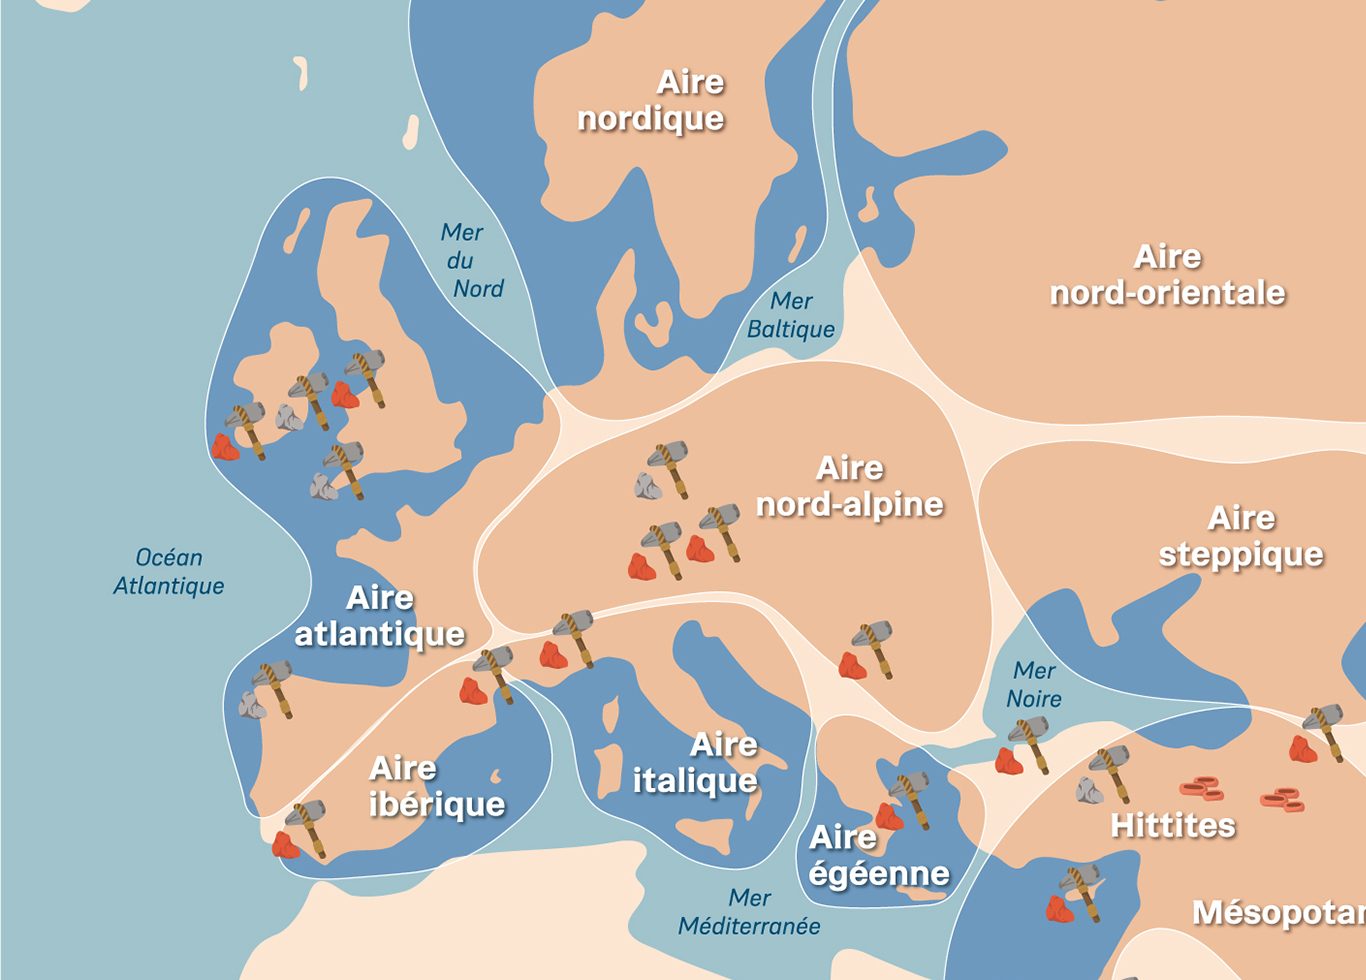 Aire
nordique
Mer
du
Nord
Mer
Baltique
Aire
nord-orientale
Aire
nord-alpine
Aire
steppique
Océan
Atlantique
Aire
atlantique
Mer
Noire
Aire
italique
Aire
ibérique
Hittites
Aire
égéenne
Mer
Méditerranée
Mésopotar